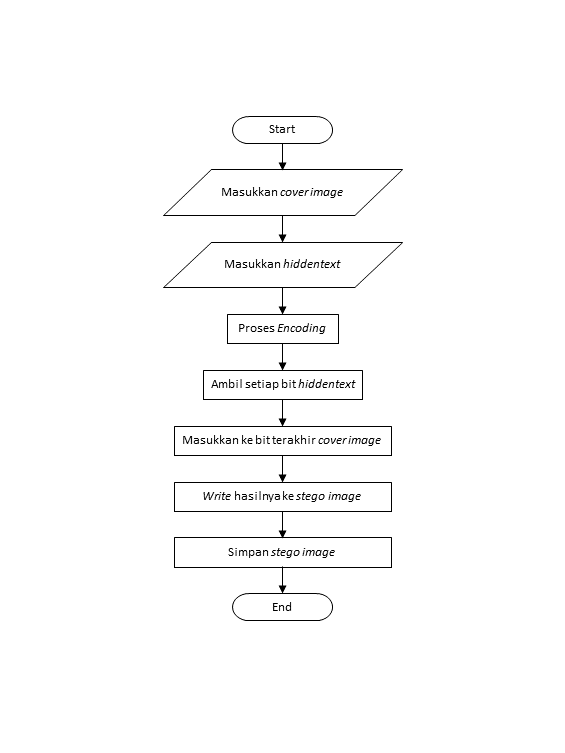 Start
Masukkan cover image
Masukkan hiddentext
Proses Encoding
Ambil setiap bit hiddentext
Masukkan ke bit terakhir cover image
Write hasilnya ke stego image
Simpan stego image
End